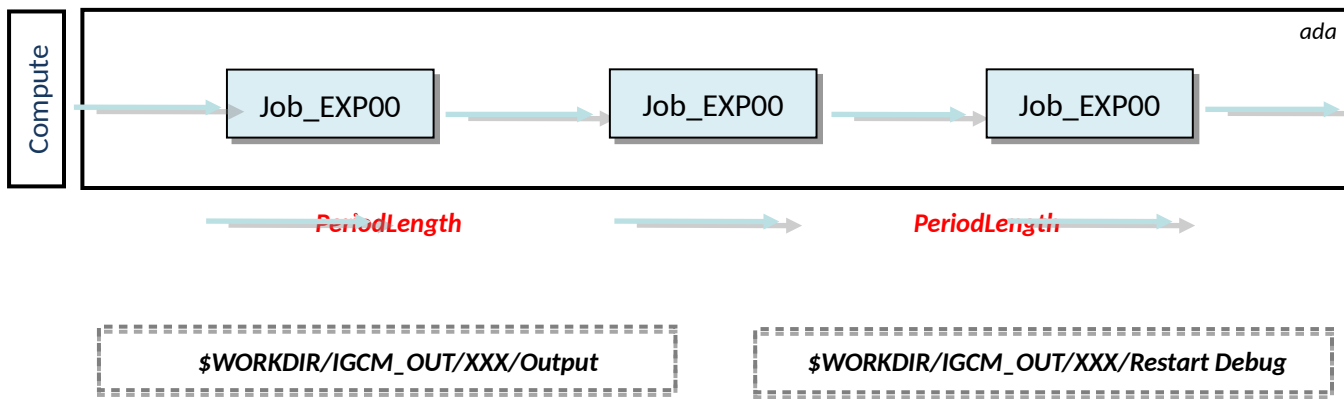 Compute
ada
Job_EXP00
Job_EXP00
Job_EXP00
PeriodLength
PeriodLength
$WORKDIR/IGCM_OUT/XXX/Output
$WORKDIR/IGCM_OUT/XXX/Restart Debug